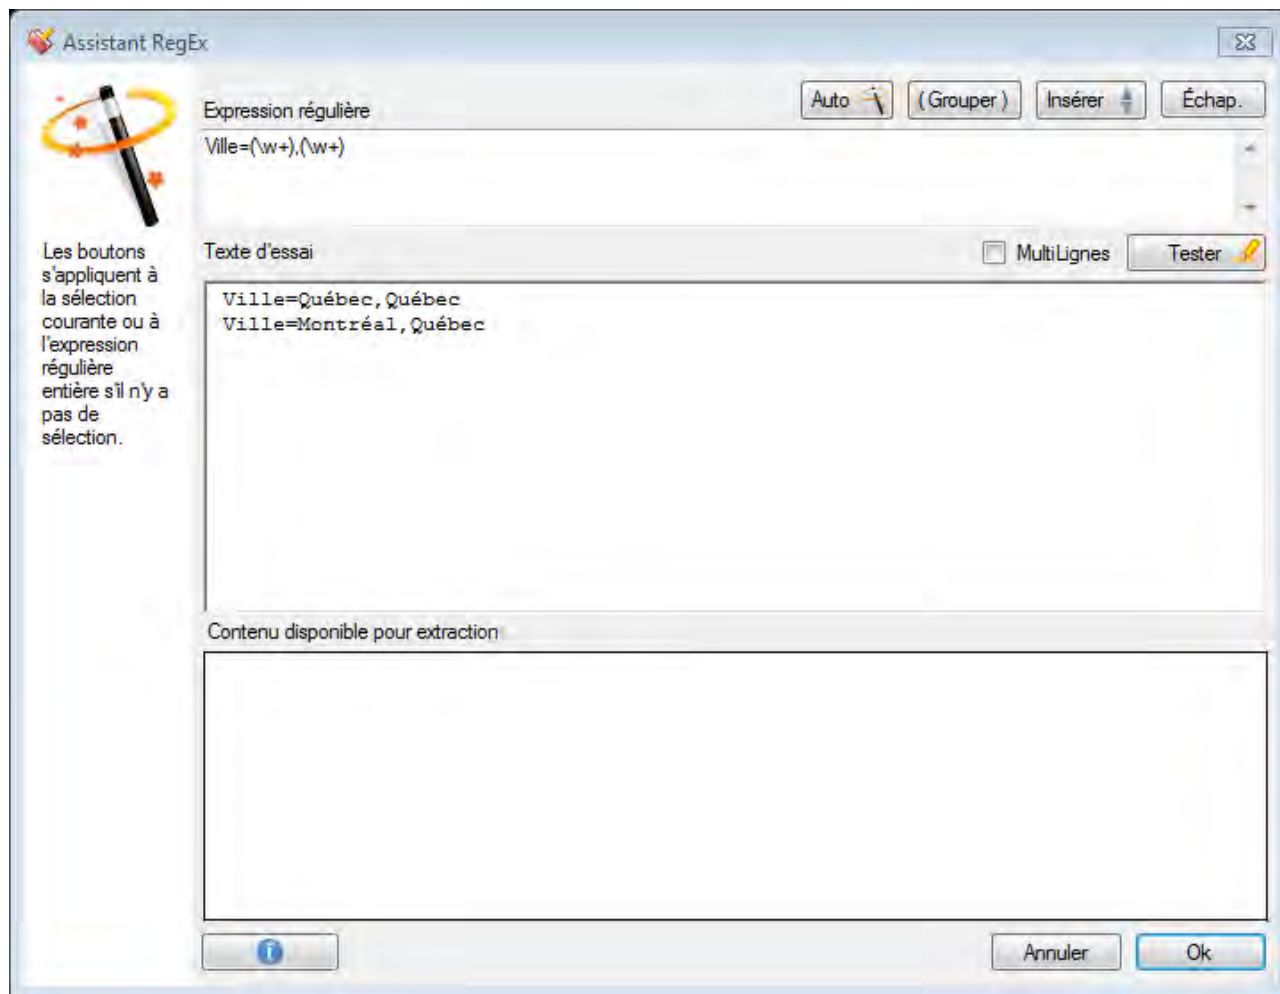 Assistant RegEx
Auto (Grouper) Insérer Échap.
Expression régulière
Ville=(\w+),(\w+)
Les boutons
s'appliquent à
la sélection
courante ou à
l'expression
régulière
entière s'il n'y a
pas de
sélection.
Texte d'essai
MultiLignes Tester
Ville=Québec,Québec
Ville=Montréal,Québec
Contenu disponible pour extraction
Annuler Ok